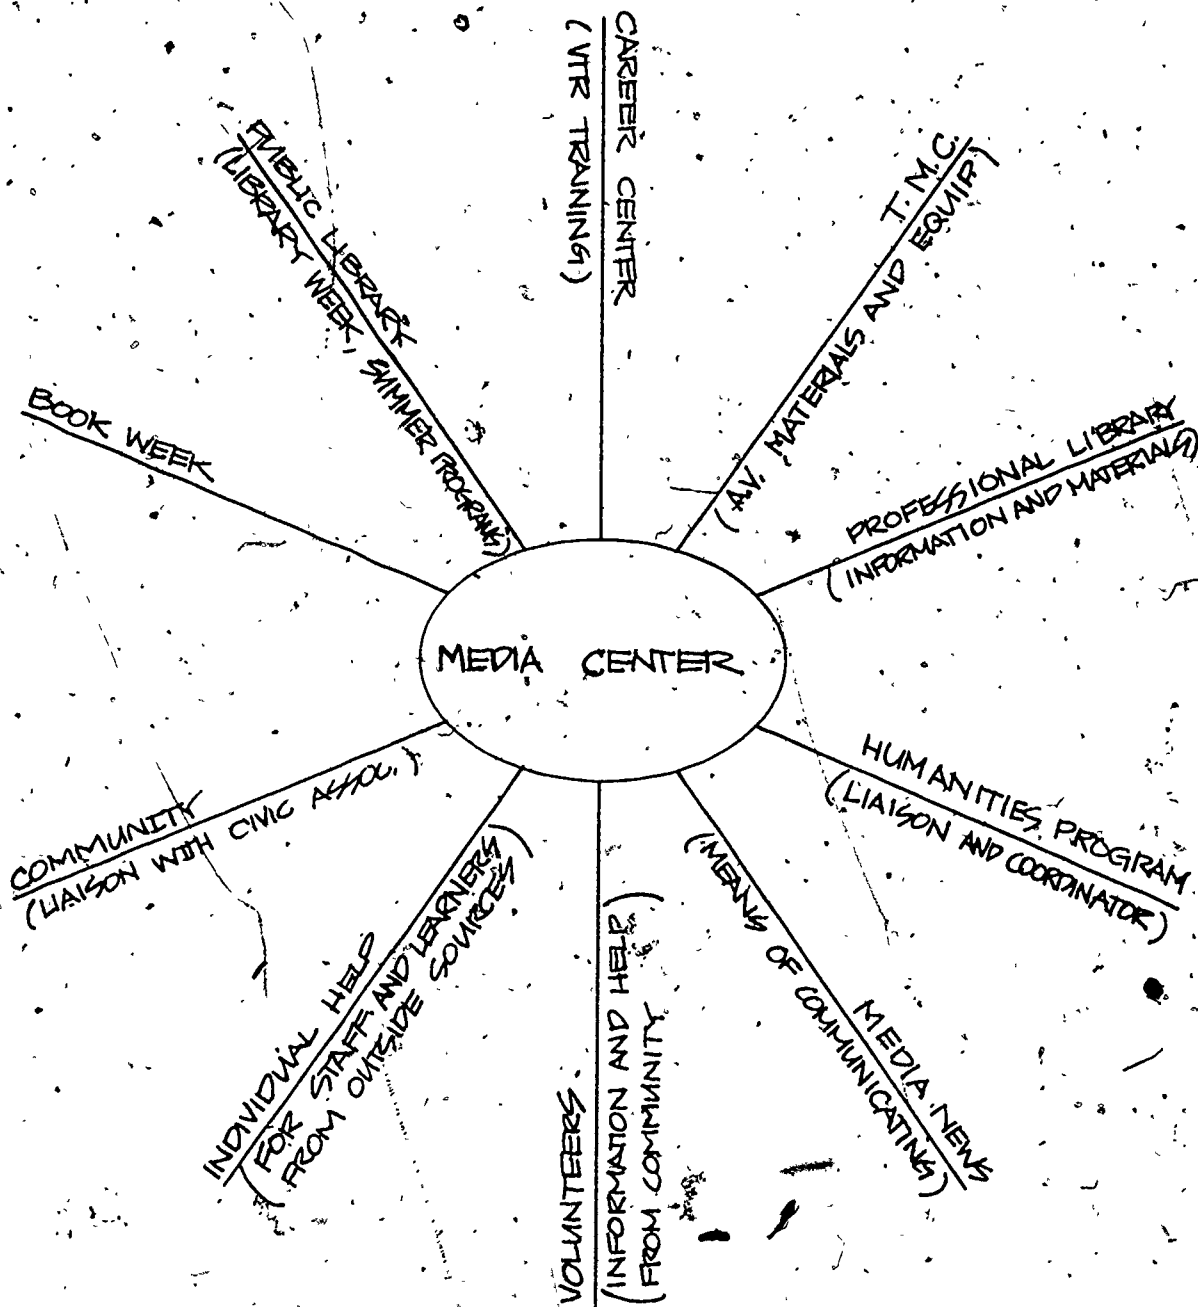 CAREER CENTER
(VTR TRAINING)
T. M. C.
(A.V. MATERIALS AND EQUIP)
PROFESSIONAL LIBRARY
(INFORMATION AND MATERIALS)
HUMANITIES PROGRAM
(LIAISON AND COORDINATOR)
MEDIA NEWS
(MEANS OF COMMUNICATING)
VOLUNTEERS
(INFORMATION AND HELP
FROM COMMUNITY)
INDIVIDUAL HELP
(FOR STAFF AND LEARNERS
FROM OUTSIDE SOURCES)
COMMUNITY
(LIAISON WITH CIVIC ASSOC.)
BOOK WEEK
PUBLIC LIBRARY
(LIBRARY WEEK, SUMMER PROGRAMS)
MEDIA CENTER